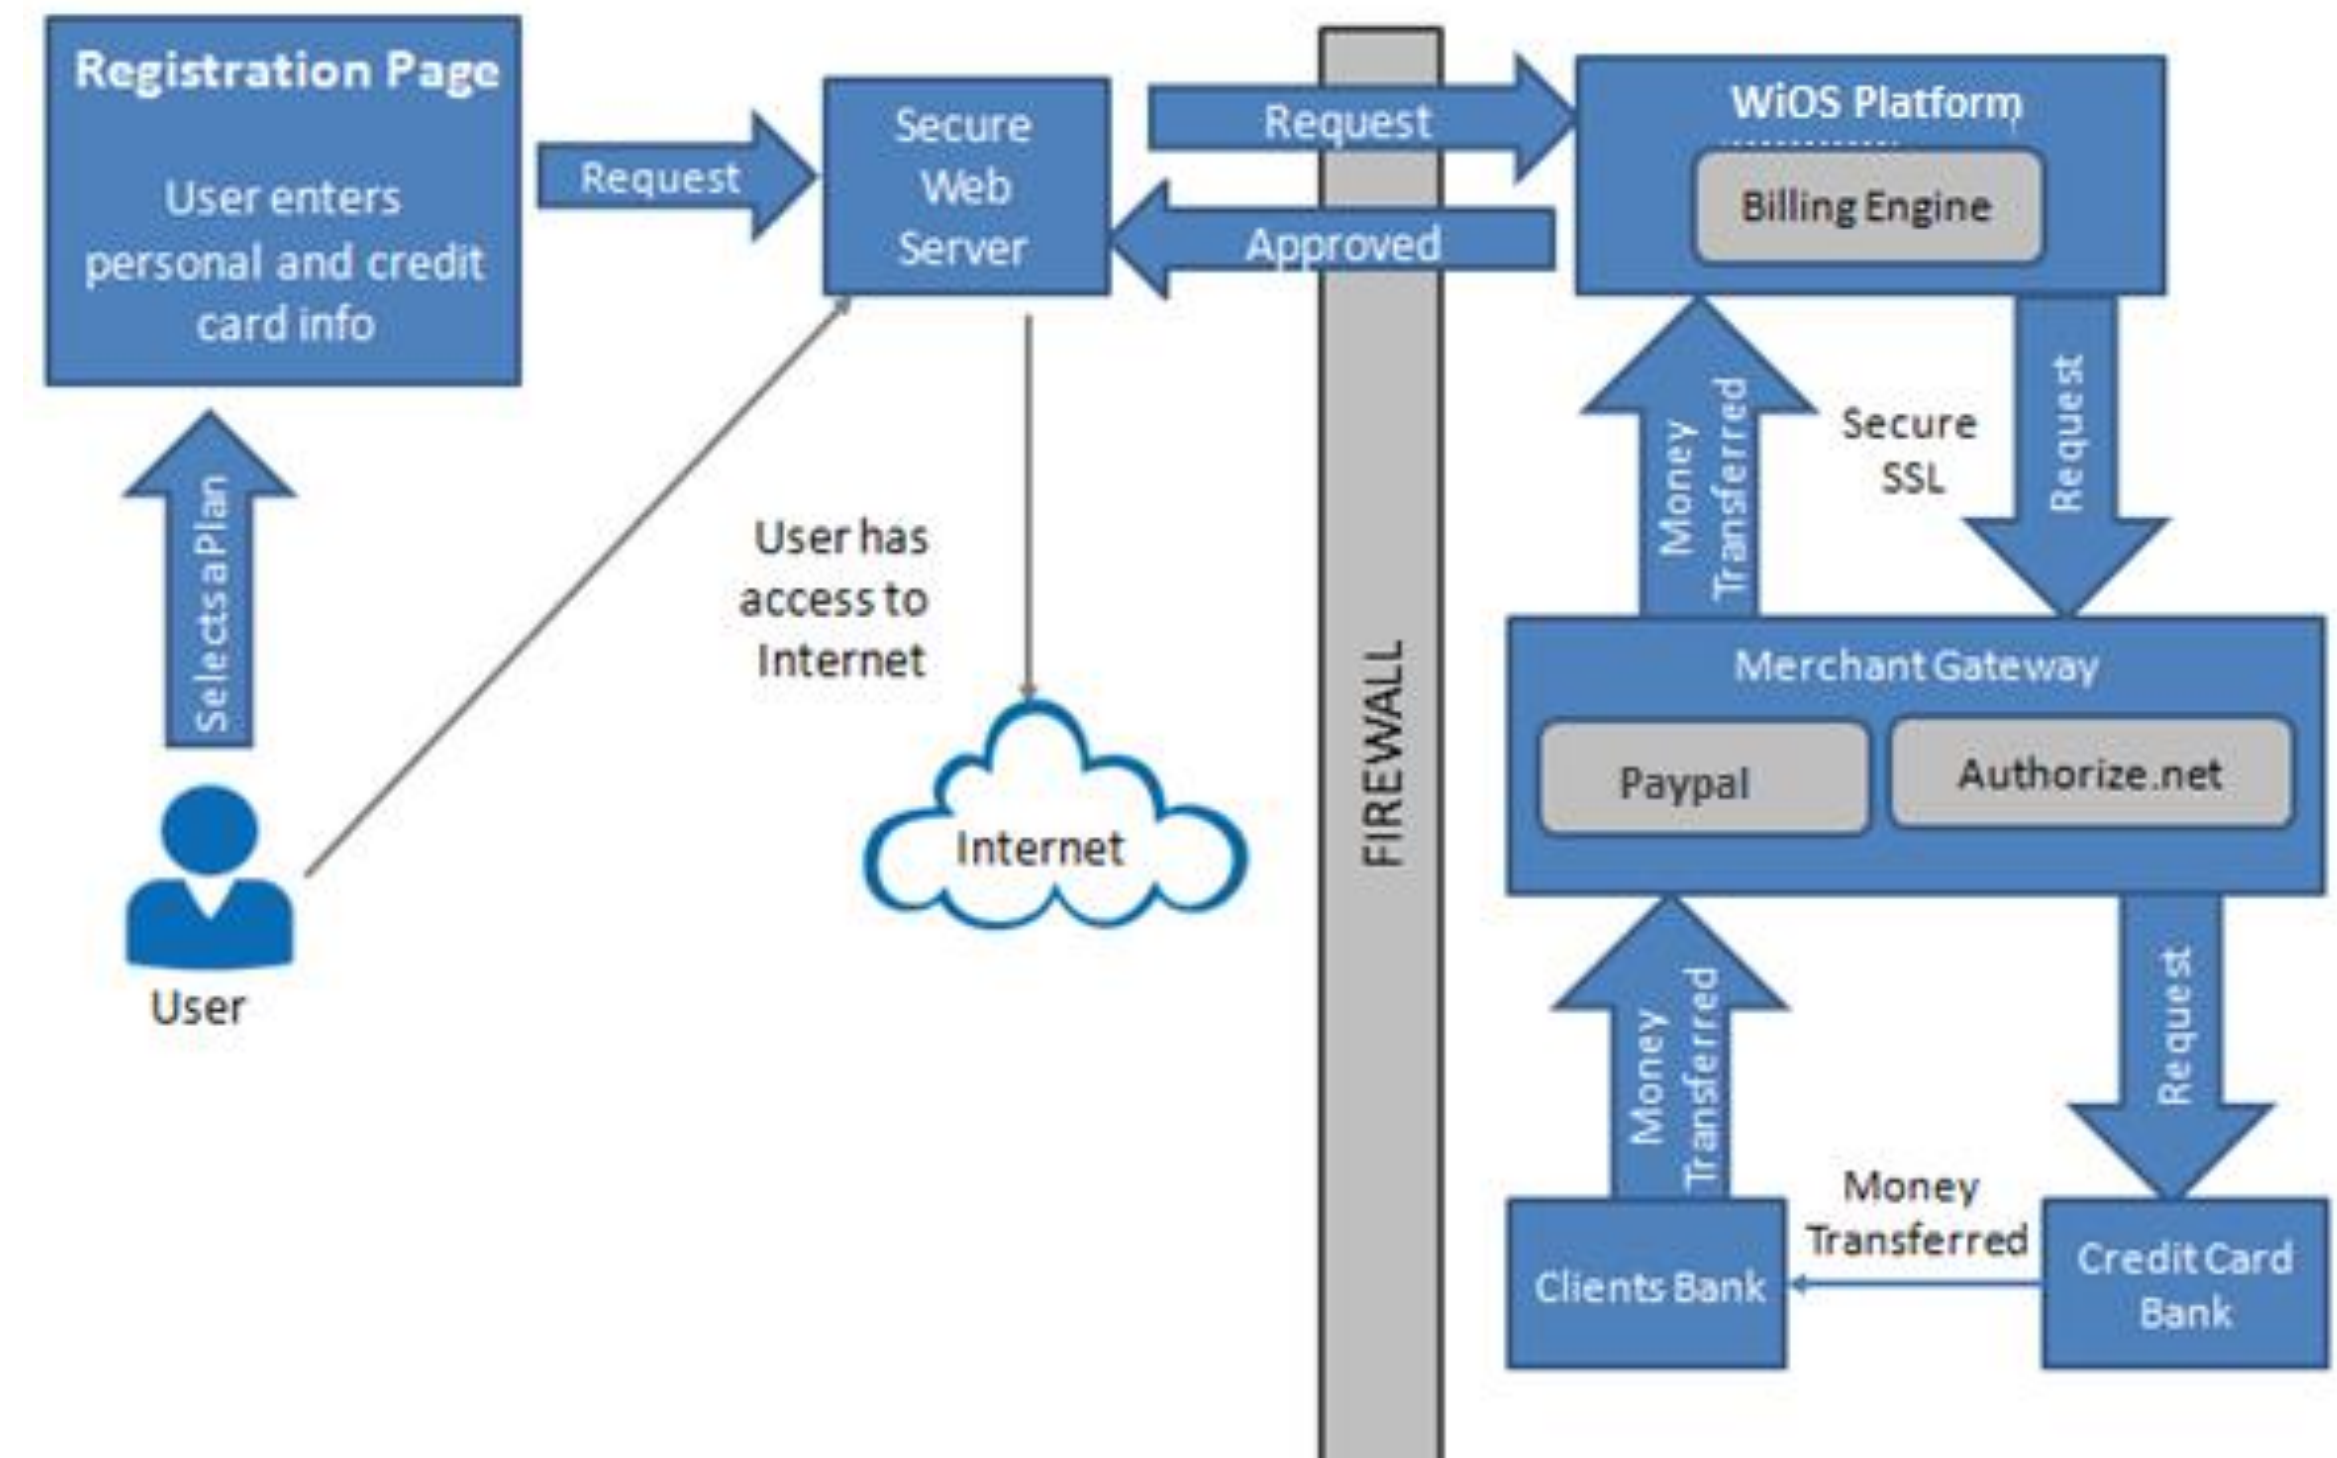 Registration Page
User enters
personal and credit
card info
Request
Secure
Web
Server
Request
Approved
WiOS Platform
Billing Engine
Selects a Plan
User
User has
access to
Internet
Internet
FIREWALL
Money
Transferred
Secure
SSL
Request
Merchant Gateway
Paypal
Authorize.net
Money
Transferred
Request
Clients Bank
Money
Transferred
Credit Card
Bank